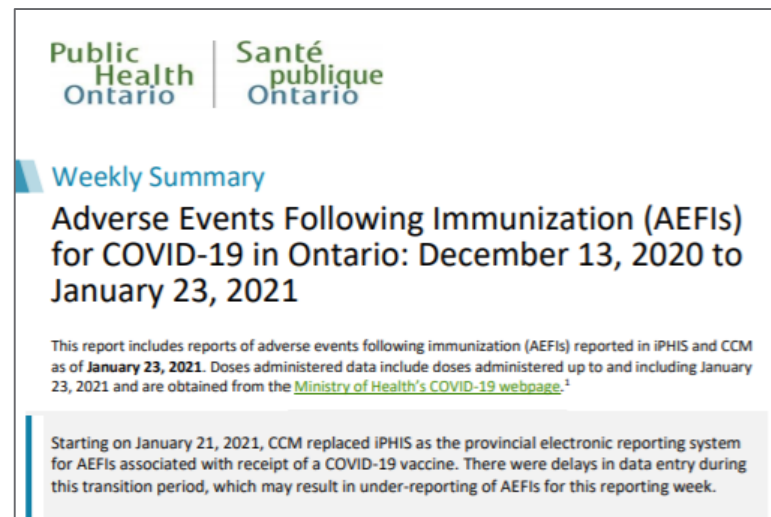 Public Health Ontario
Santé publique Ontario
Weekly Summary
Adverse Events Following Immunization (AEFIs)
for COVID-19 in Ontario: December 13, 2020 to
January 23, 2021
This report includes reports of adverse events following immunization (AEFIs) reported in iPHIS and CCM
as of January 23, 2021. Doses administered data include doses administered up to and including January
23, 2021 and are obtained from the Ministry of Health's COVID-19 webpage.1
Starting on January 21, 2021, CCM replaced iPHIS as the provincial electronic reporting system
for AEFIs associated with receipt of a COVID-19 vaccine. There were delays in data entry during
this transition period, which may result in under-reporting of AEFIs for this reporting week.